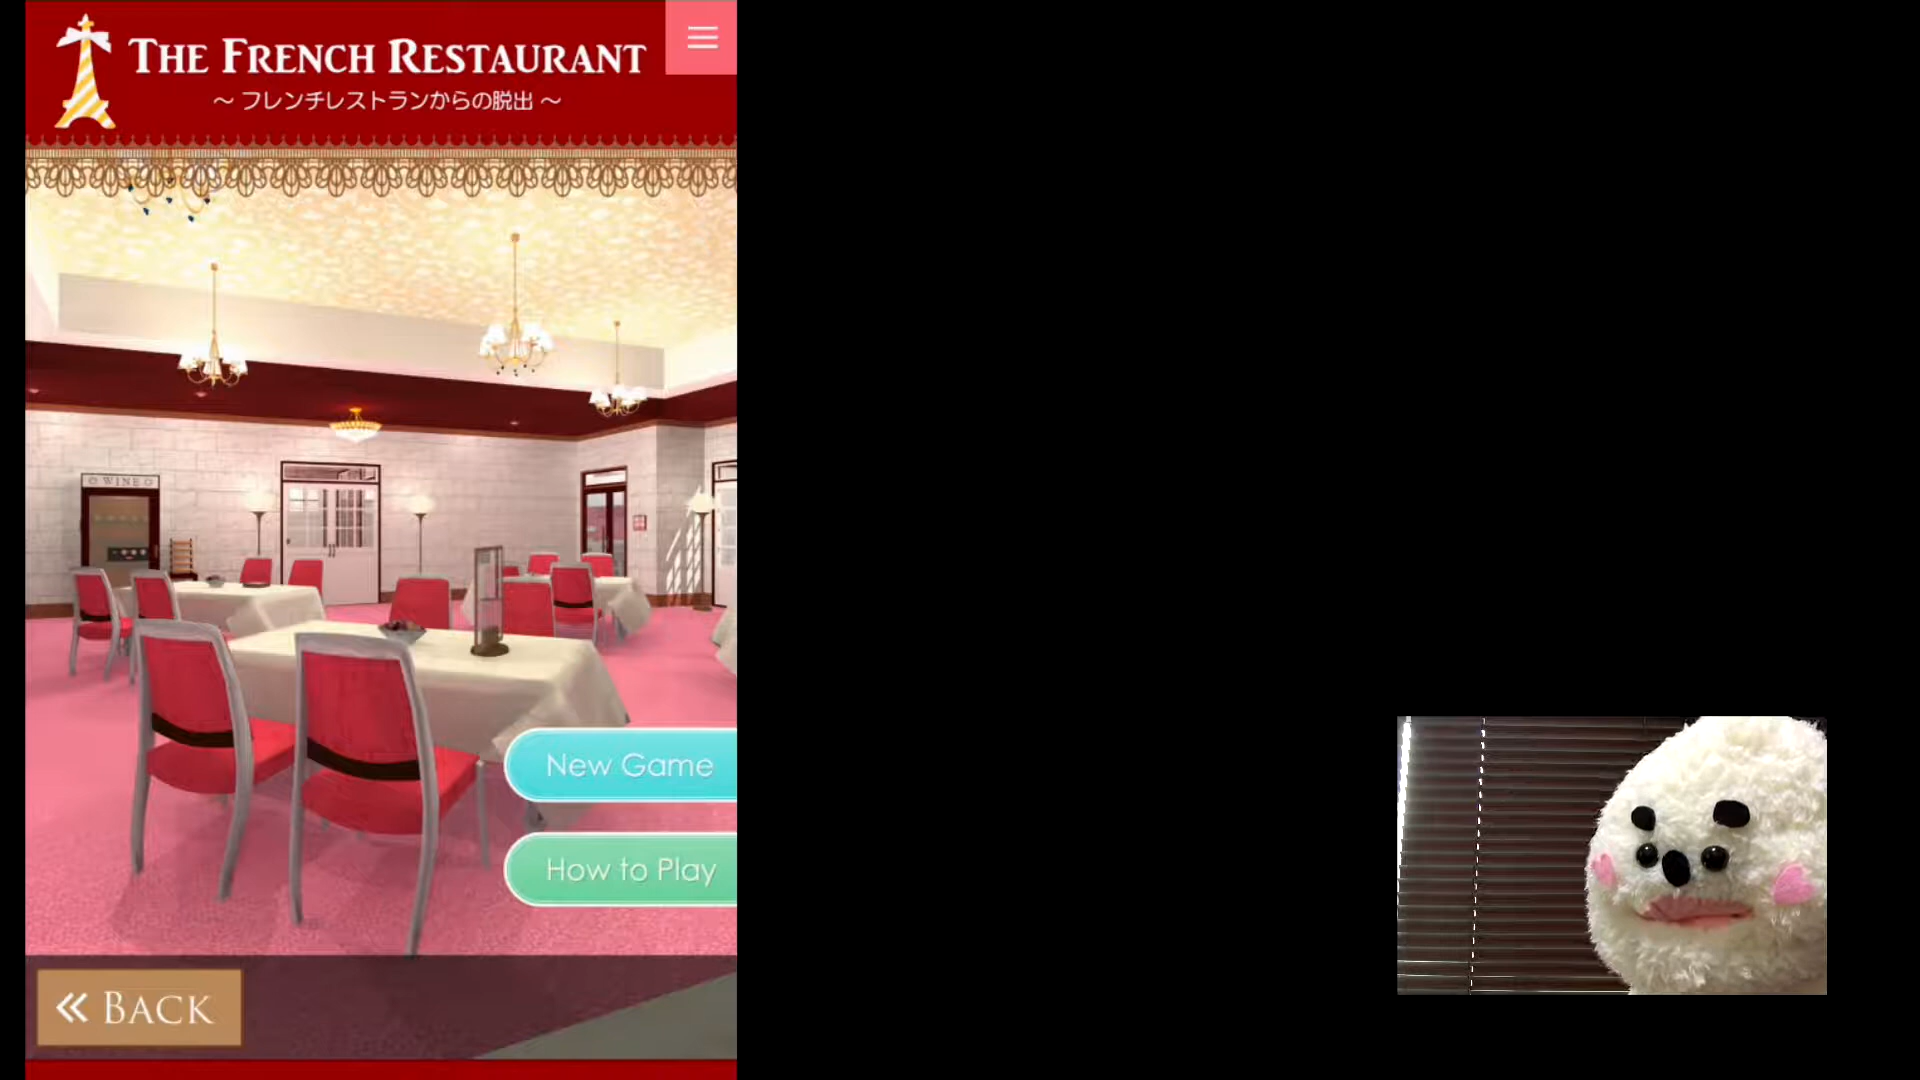 THE FRENCH RESTAURANT
～ フレンチレストランからの脱出 ～
WINE
New Game
How to Play
« BACK